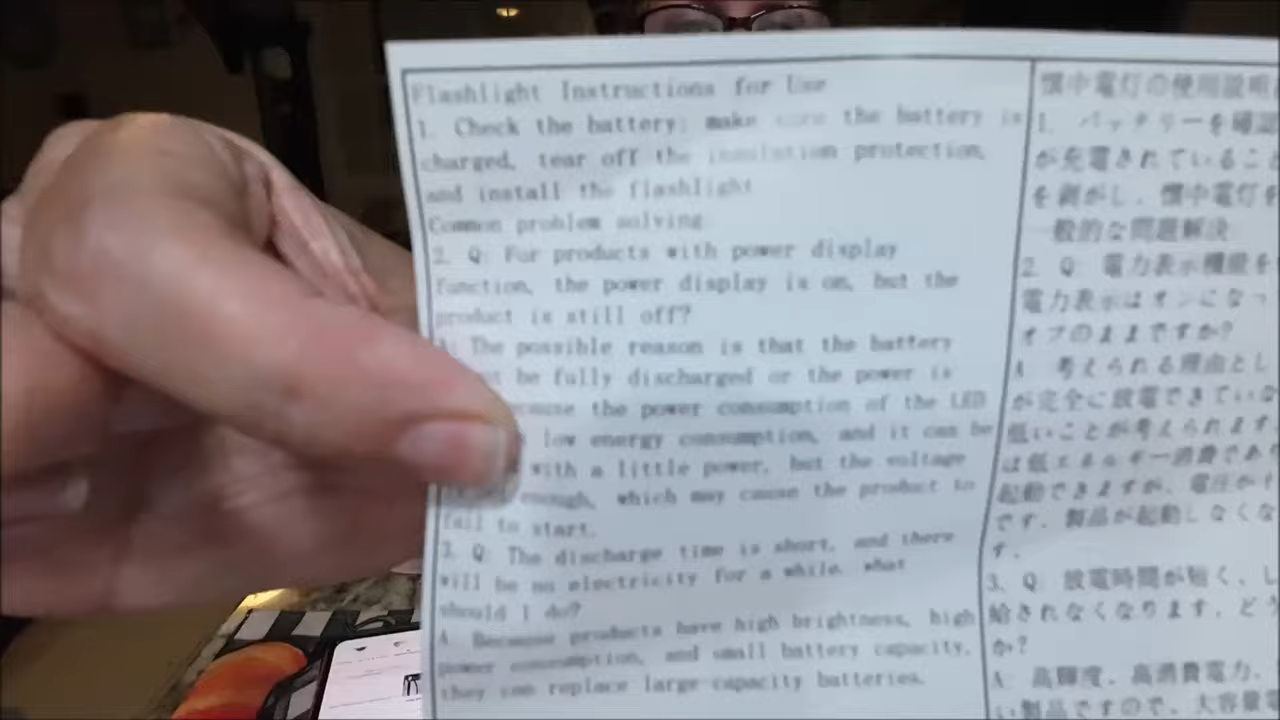 Flashlight Instructions for Use
1. Check the battery: make sure the battery is
charged, tear off the insulation protection,
and install the flashlight
Common problem solving:
2. Q: For products with power display
function, the power display is on, but the
product is still off?
A: The possible reason is that the battery
be fully discharged or the power is
the power consumption of the LED
low energy consumption, and it can be
with a little power, but the voltage
enough, which may cause the product to
fail to start.
3. Q: The discharge time is short, and there
will be no electricity for a while, what
should I do?
A: Because products have high brightness, high
power consumption, and small battery capacity,
they can replace large capacity batteries.
懐中電灯の使用説明
1. バッテリーを確認
が充電されていること
を剥がし、懐中電灯を
般的な問題解決
2. Q: 電力表示機能を
電力表示はオンになっ
オフのままですか?
A: 考えられる理由とし
が完全に放電できていな
低いことが考えられます
は低エネルギー消費であり
起動できますが、電圧が
です。製品が起動しなくな
す。
3. Q: 放電時間が短く、し
給されなくなります。どう
か?
A: 高輝度、高消費電力、
い製品ですので、大容量電